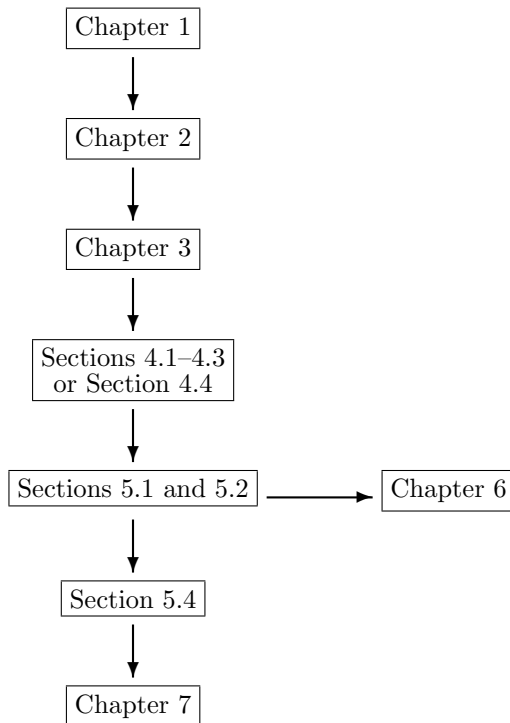 Chapter 1
Chapter 2
Chapter 3
Sections 4.1–4.3
or Section 4.4
Sections 5.1 and 5.2
Chapter 6
Section 5.4
Chapter 7